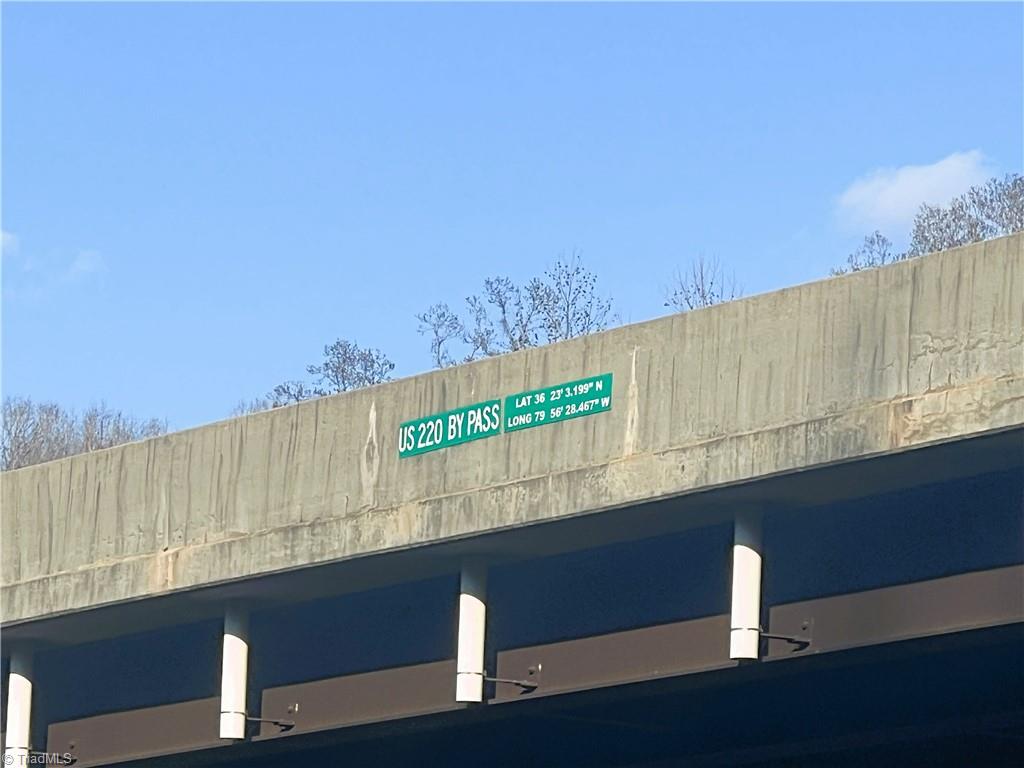 US 220 BY PASS
LAT 36 23' 3.199" N
LONG 79 56' 28.467" W
© TriadMLS